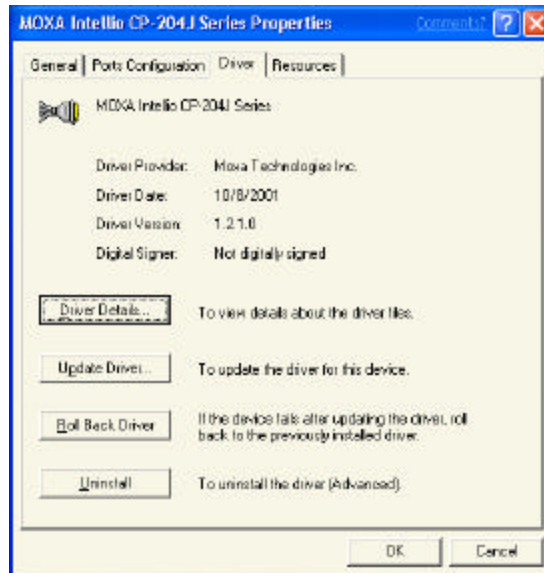 MOXA Intellio CP-204J Series Properties
Comments?
General
Ports Configuration
Driver
Resources
MOXA Intellio CP-204J Series
Driver Provider: Moxa Technologies Inc.
Driver Date: 10/8/2001
Driver Version: 1.2.1.0
Digital Signer: Not digitally signed
Driver Details... To view details about the driver files.
Update Driver... To update the driver for this device.
Roll Back Driver If the device fails after updating the driver, roll
back to the previously installed driver.
Uninstall To uninstall the driver (Advanced).
OK
Cancel